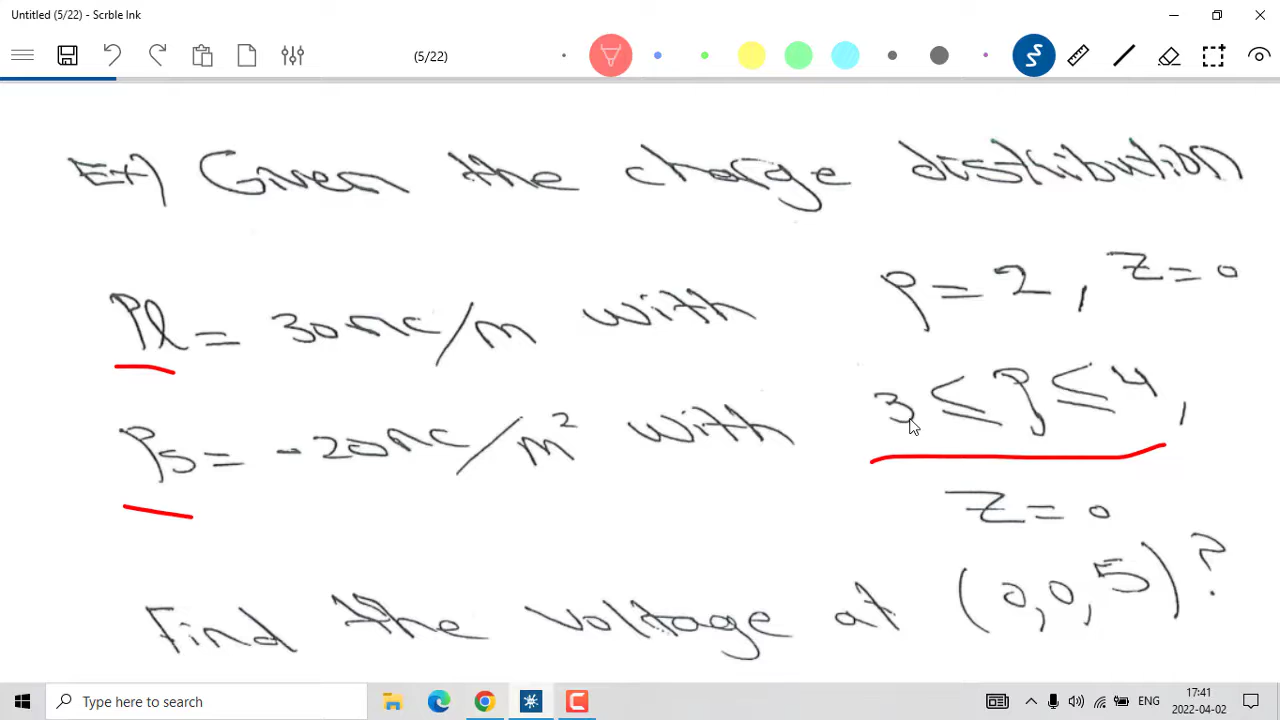 Untitled (5/22) - Scrble Ink
(5/22)
Ex) Given the charge distribution
ρl = 30nC/m with ρ = 2, z = 0
ρs = -20nC/m² with 3 ≤ ρ ≤ 4,
z = 0
Find the voltage at (0,0,5)?
Type here to search
ENG
17:41
2022-04-02